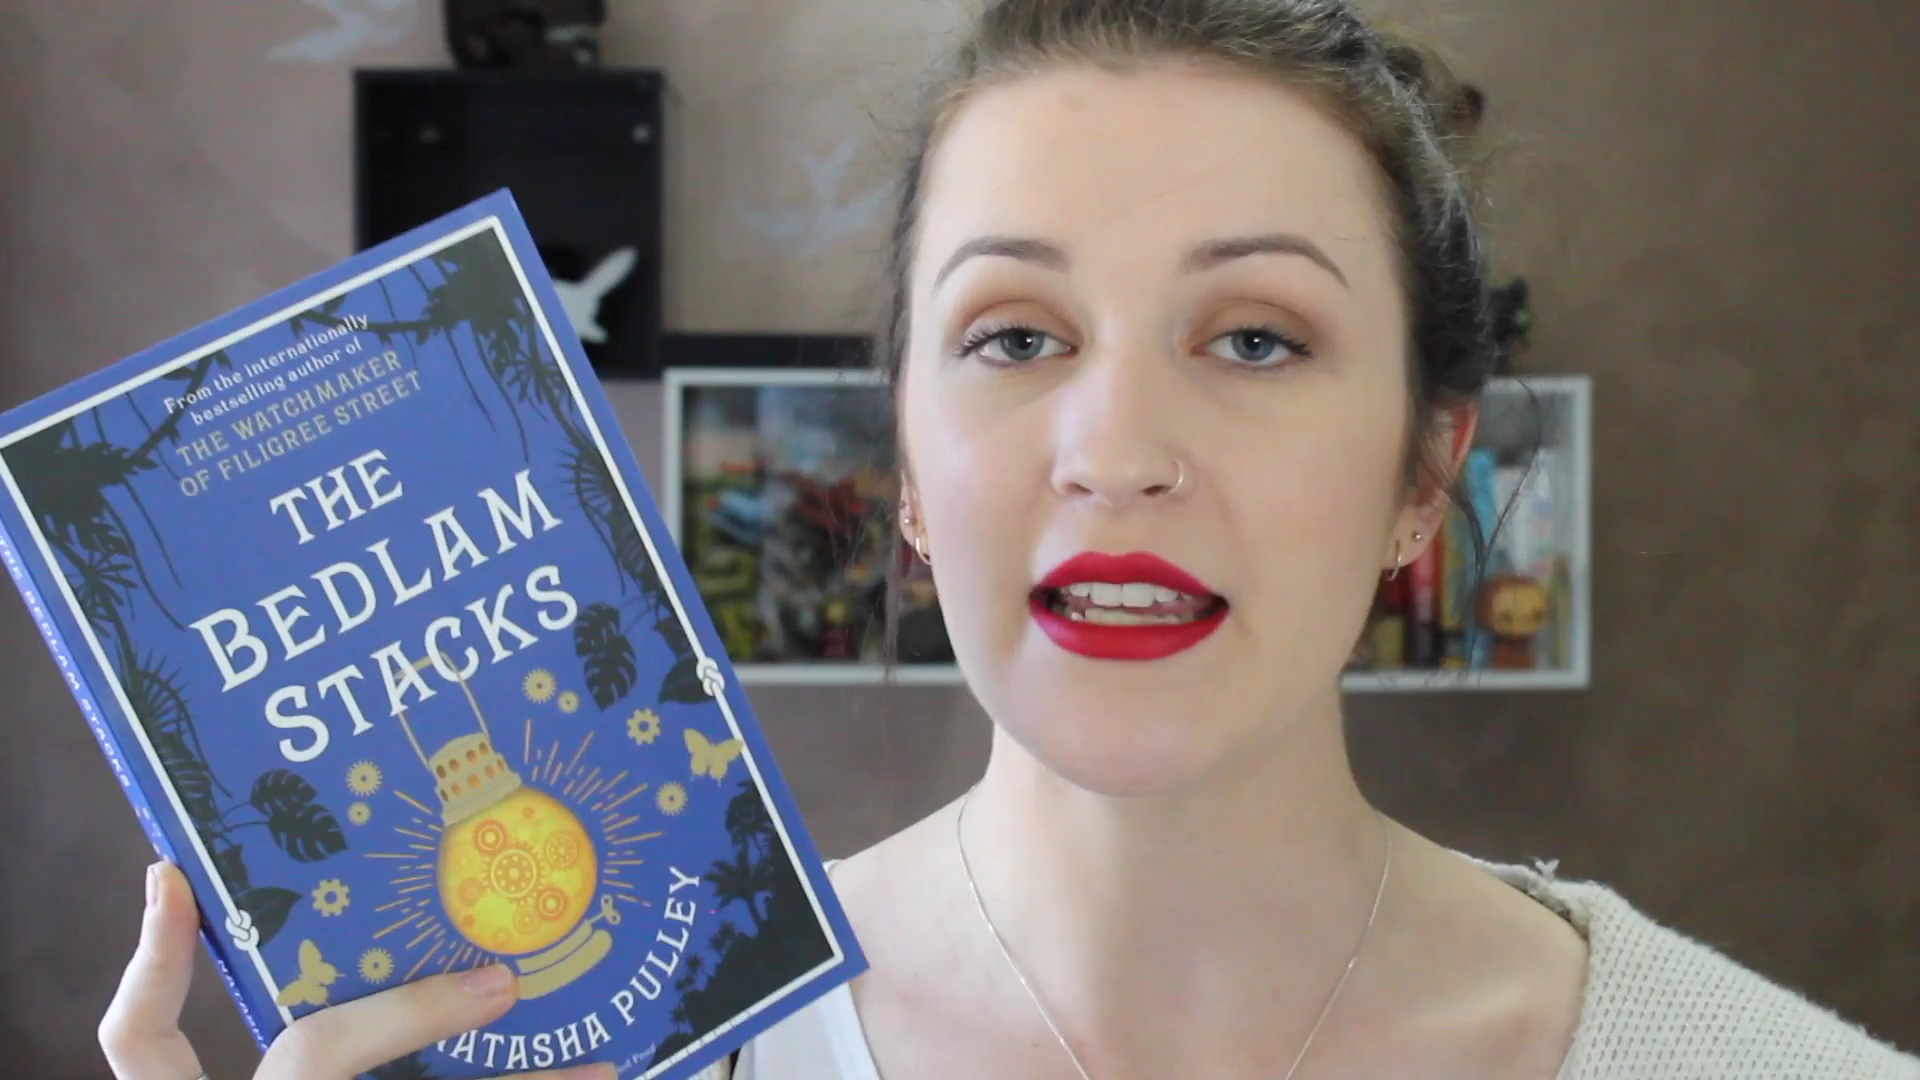 From the internationally
bestselling author of
THE WATCHMAKER
OF FILIGREE STREET
THE
BEDLAM
STACKS
NATASHA PULLEY
THE BEDLAM STACKS